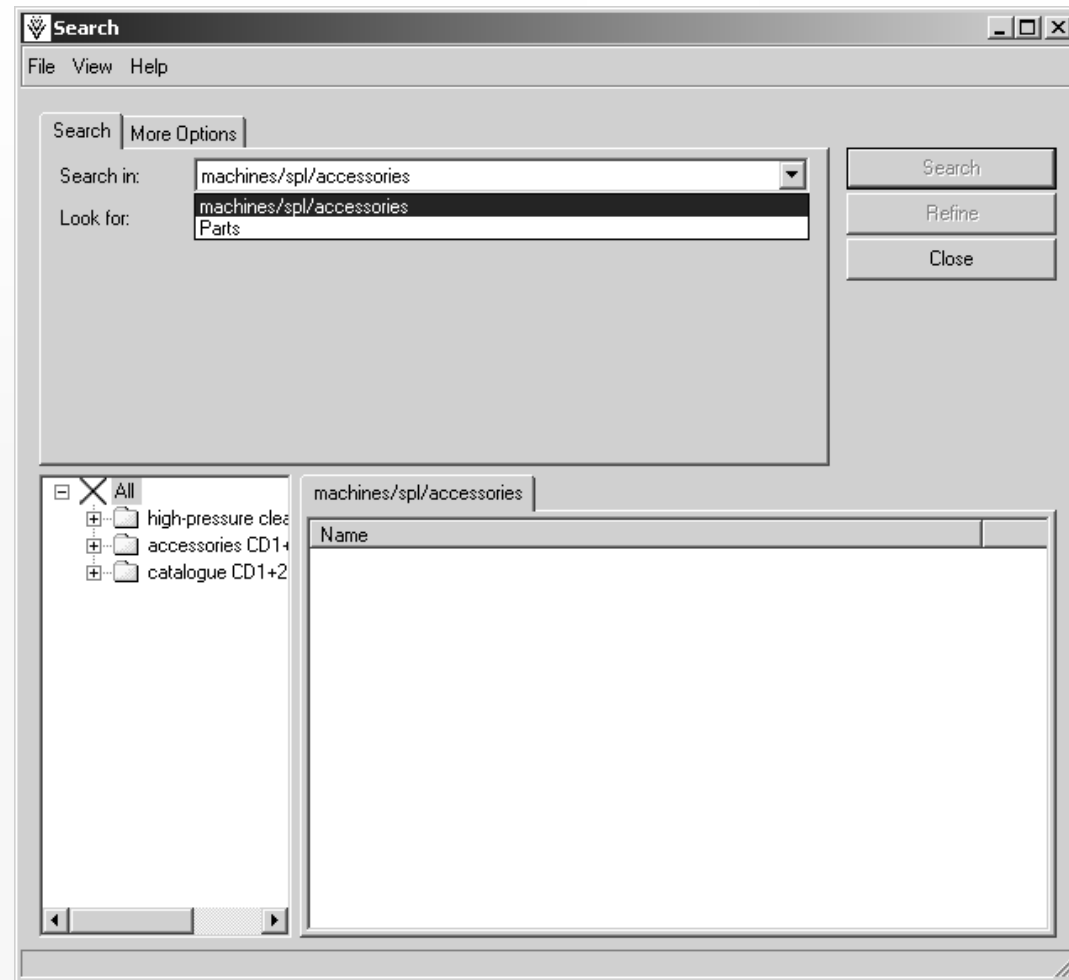 Search
File View Help
Search More Options
Search in: machines/spl/accessories
machines/spl/accessories
Look for: Parts
Search
Refine
Close
All
high-pressure clea
accessories CD1+
catalogue CD1+2
machines/spl/accessories
Name